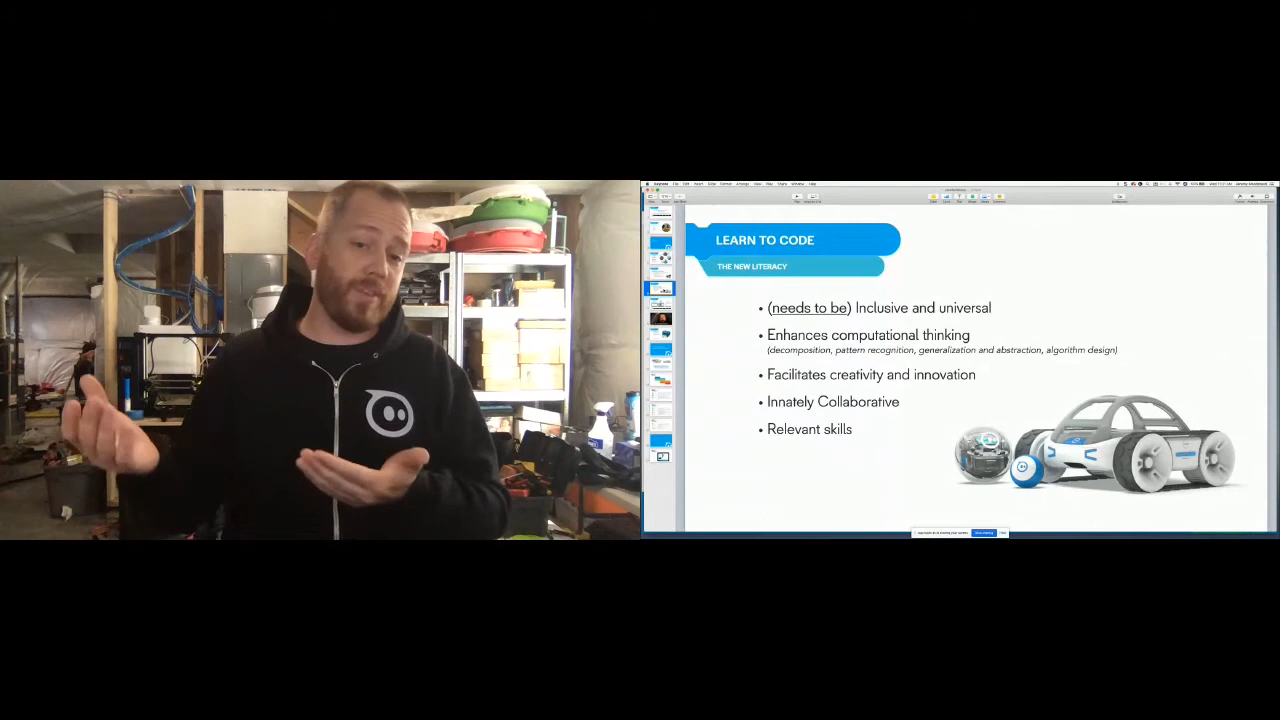 LEARN TO CODE
THE NEW LITERACY
• (needs to be) Inclusive and universal
• Enhances computational thinking
(decomposition, pattern recognition, generalization and abstraction, algorithm design)
• Facilitates creativity and innovation
• Innately Collaborative
• Relevant skills